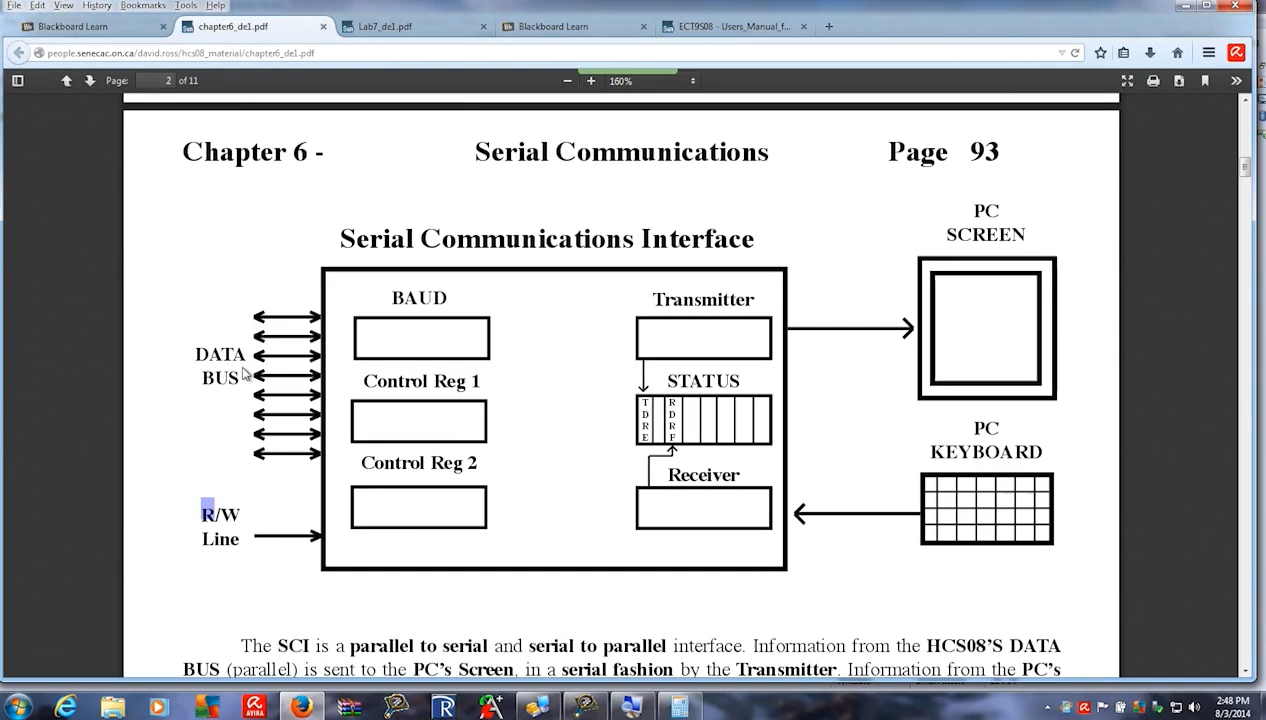 File Edit View History Bookmarks Tools Help
Blackboard Learn × chapter6_de1.pdf × Lab7_de1.pdf × Blackboard Learn × ECT9S08 - Users_Manual_f... × +
people.senecac.on.ca/david.ross/hcs08_material/chapter6_de1.pdf
Page: 2 of 11 — + 160%
Chapter 6 - Serial Communications Page 93
PC
SCREEN
Serial Communications Interface
BAUD Transmitter
DATA
BUS
Control Reg 1 STATUS
TDRE RDRF
PC
KEYBOARD
Control Reg 2 Receiver
R/W
Line
The SCI is a parallel to serial and serial to parallel interface. Information from the HCS08'S DATA
BUS (parallel) is sent to the PC's Screen, in a serial fashion by the Transmitter. Information from the PC's
AVIRA
2:48 PM
8/3/2014